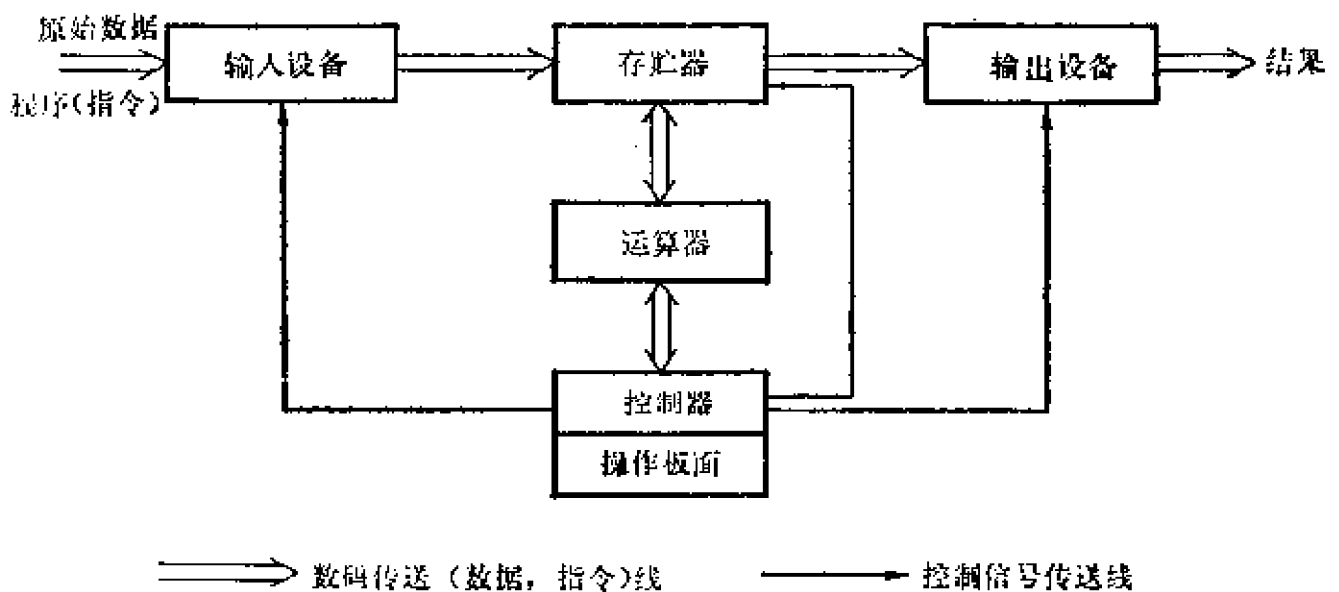 原始数据
程序(指令)
输人设备
存贮器
输出设备
结果
运算器
控制器
操作板面
数码传送(数据,指令)线
控制信号传送线